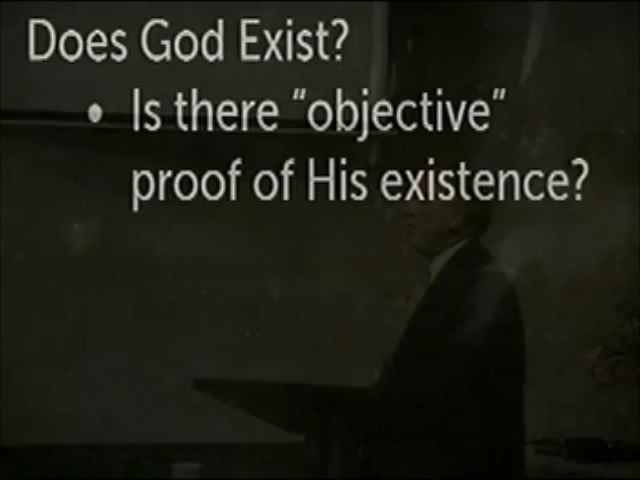 Does God Exist?
• Is there “objective”
proof of His existence?